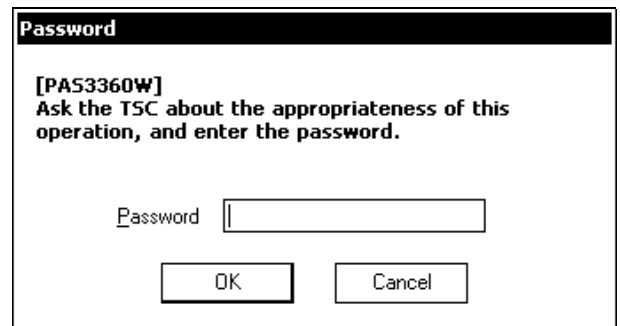 Password
[PAS3360W]
Ask the TSC about the appropriateness of this
operation, and enter the password.
Password
OK Cancel